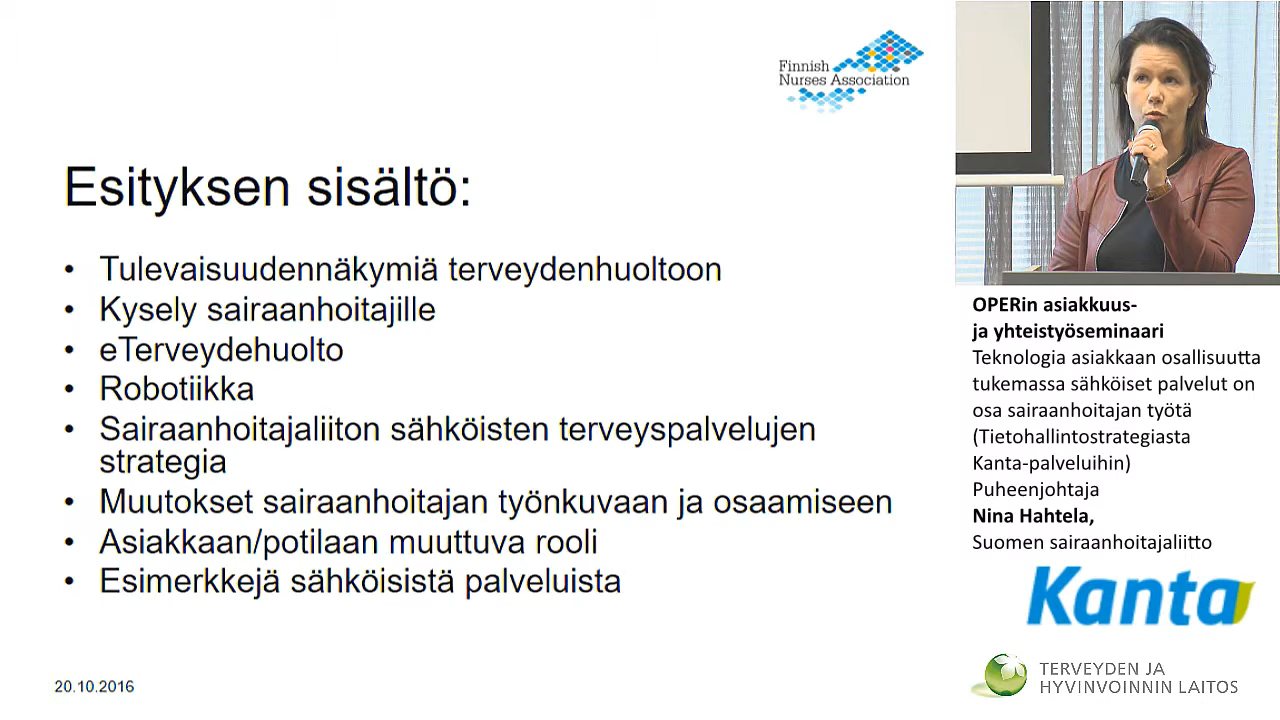 Finnish
Nurses Association
Esityksen sisältö:
• Tulevaisuudennäkymiä terveydenhuoltoon
• Kysely sairaanhoitajille
• eTerveydehuolto
• Robotiikka
• Sairaanhoitajaliiton sähköisten terveyspalvelujen
strategia
• Muutokset sairaanhoitajan työnkuvaan ja osaamiseen
• Asiakkaan/potilaan muuttuva rooli
• Esimerkkejä sähköisistä palveluista
20.10.2016
OPERin asiakkuus-
ja yhteistyöseminaari
Teknologia asiakkaan osallisuutta
tukemassa sähköiset palvelut on
osa sairaanhoitajan työtä
(Tietohallintostrategiasta
Kanta-palveluihin)
Puheenjohtaja
Nina Hahtela,
Suomen sairaanhoitajaliitto
Kanta
TERVEYDEN JA
HYVINVOINNIN LAITOS